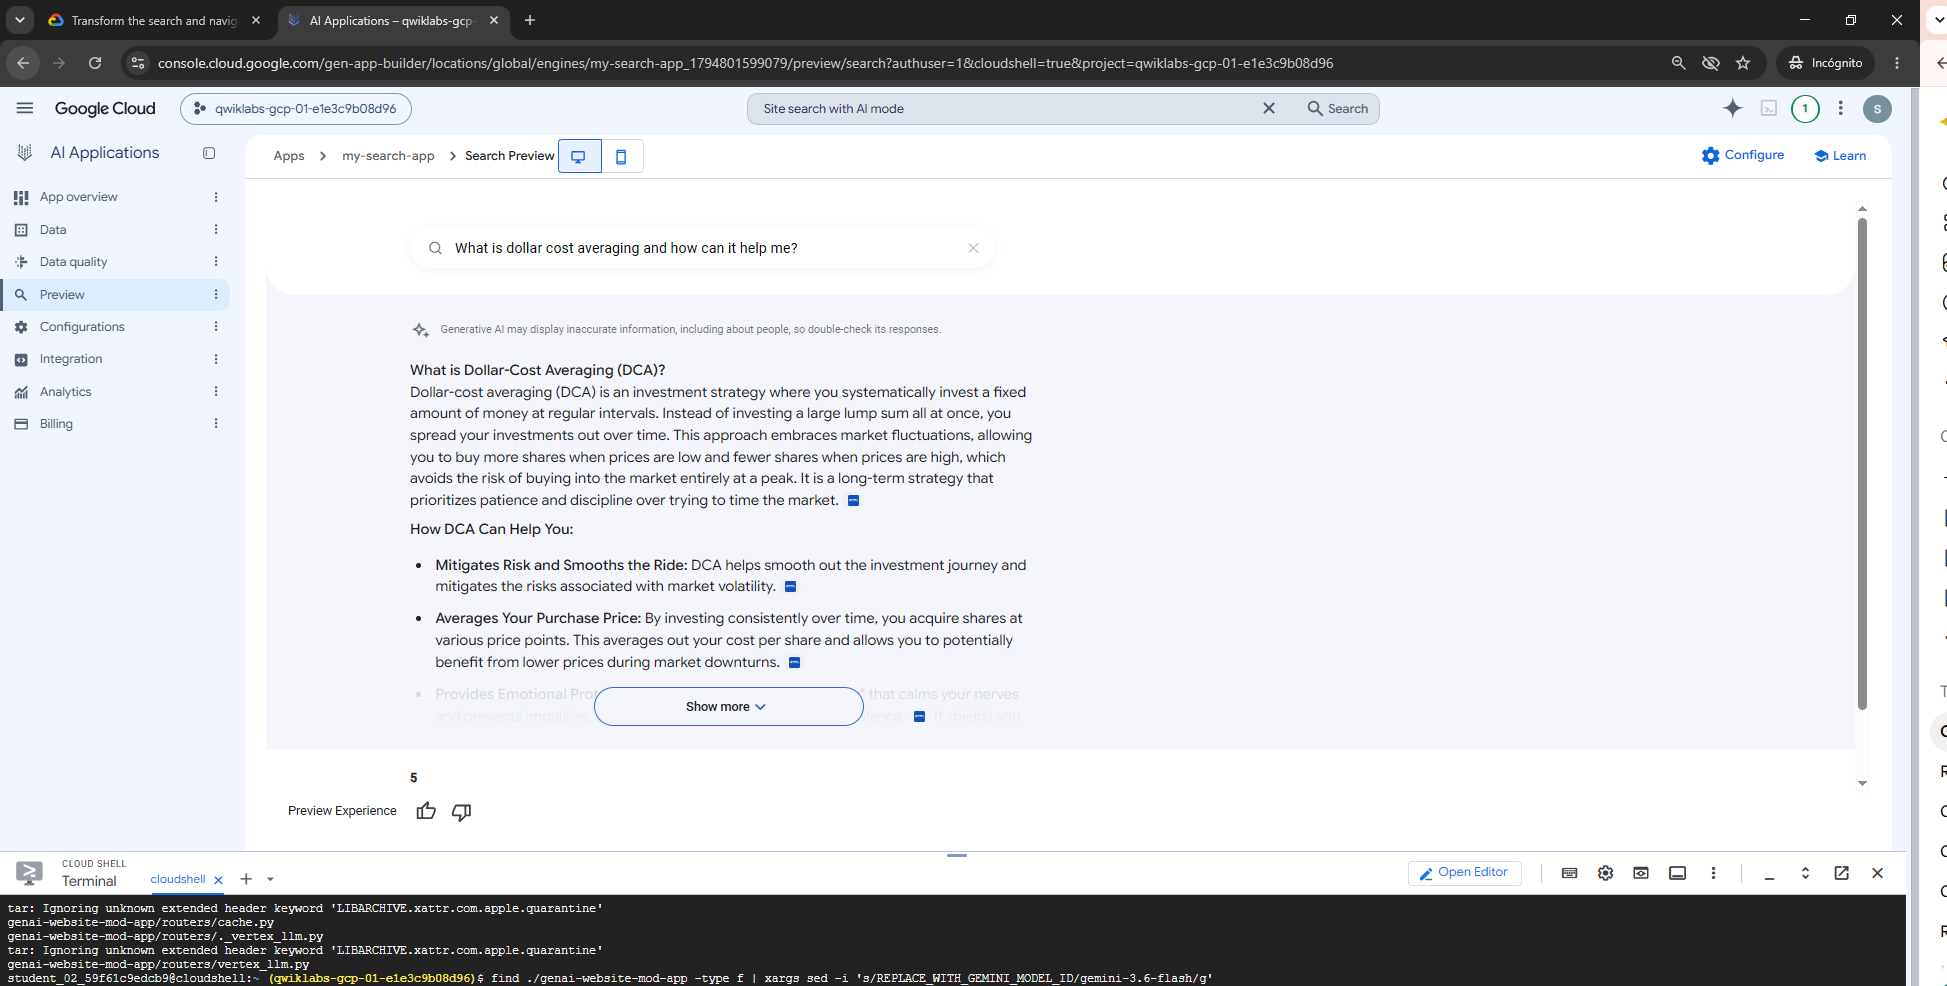 Transform the search and navig
AI Applications – qwiklabs-gcp-
console.cloud.google.com/gen-app-builder/locations/global/engines/my-search-app_1794801599079/preview/search?authuser=1&cloudshell=true&project=qwiklabs-gcp-01-e1e3c9b08d96
Incógnito
Google Cloud
qwiklabs-gcp-01-e1e3c9b08d96
Site search with AI mode
Search
1
S
AI Applications
Apps
my-search-app
Search Preview
Configure
Learn
App overview
Data
Data quality
Preview
Configurations
Integration
Analytics
Billing
What is dollar cost averaging and how can it help me?
Generative AI may display inaccurate information, including about people, so double-check its responses.
What is Dollar-Cost Averaging (DCA)?
Dollar-cost averaging (DCA) is an investment strategy where you systematically invest a fixed
amount of money at regular intervals. Instead of investing a large lump sum all at once, you
spread your investments out over time. This approach embraces market fluctuations, allowing
you to buy more shares when prices are low and fewer shares when prices are high, which
avoids the risk of buying into the market entirely at a peak. It is a long-term strategy that
prioritizes patience and discipline over trying to time the market.
How DCA Can Help You:
• Mitigates Risk and Smooths the Ride: DCA helps smooth out the investment journey and
mitigates the risks associated with market volatility.
• Averages Your Purchase Price: By investing consistently over time, you acquire shares at
various price points. This averages out your cost per share and allows you to potentially
benefit from lower prices during market downturns.
• Provides Emotional Prot " that calms your nerves
and prevents impulsive ience. It shields you
Show more
5
Preview Experience
CLOUD SHELL
Terminal
cloudshell
Open Editor
tar: Ignoring unknown extended header keyword 'LIBARCHIVE.xattr.com.apple.quarantine'
genai-website-mod-app/routers/cache.py
genai-website-mod-app/routers/._vertex_llm.py
tar: Ignoring unknown extended header keyword 'LIBARCHIVE.xattr.com.apple.quarantine'
genai-website-mod-app/routers/vertex_llm.py
student_02_59f61c9edcb9@cloudshell:~ (qwiklabs-gcp-01-e1e3c9b08d96)$ find ./genai-website-mod-app -type f | xargs sed -i 's/REPLACE_WITH_GEMINI_MODEL_ID/gemini-3.6-flash/g'